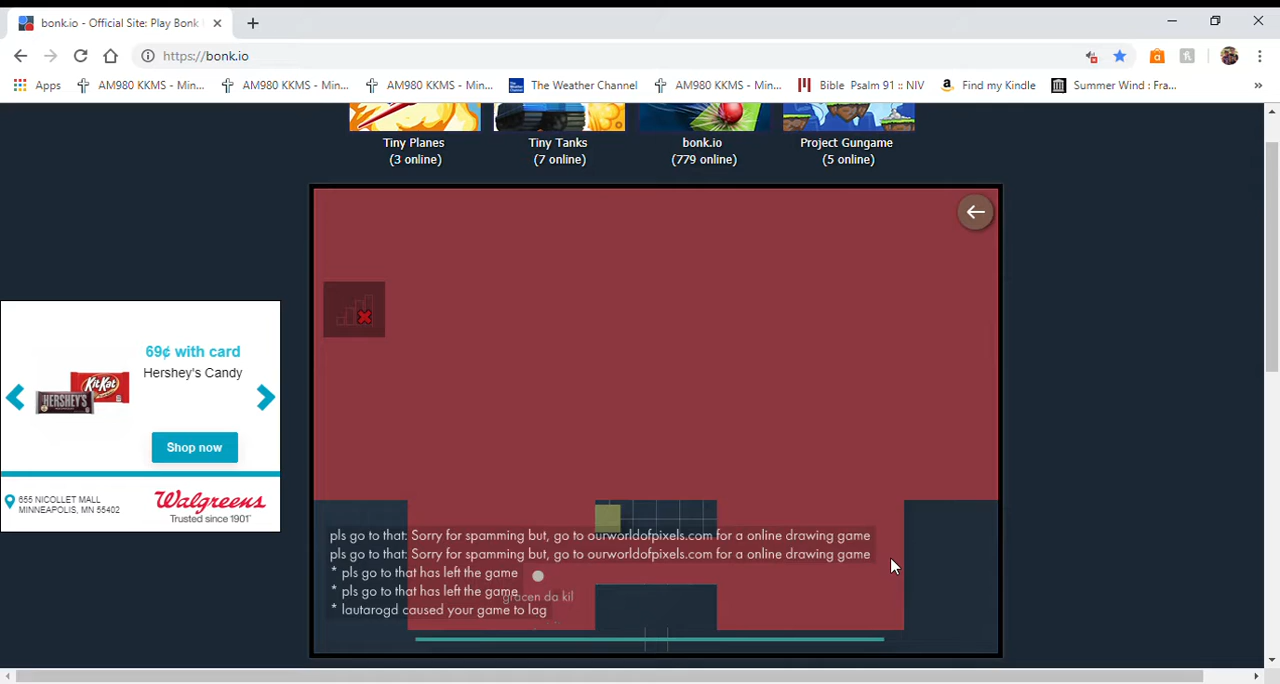 bonk.io - Official Site: Play Bonk
https://bonk.io
Apps
AM980 KKMS - Min...
AM980 KKMS - Min...
AM980 KKMS - Min...
The Weather Channel
AM980 KKMS - Min...
Bible Psalm 91 :: NIV
Find my Kindle
Summer Wind : Fra...
Tiny Planes
(3 online)
Tiny Tanks
(7 online)
bonk.io
(779 online)
Project Gungame
(5 online)
69¢ with card
Hershey's Candy
KitKat
HERSHEY'S
Shop now
655 NICOLLET MALL
MINNEAPOLIS, MN 55402
Walgreens
Trusted since 1901
pls go to that: Sorry for spamming but, go to ourworldofpixels.com for a online drawing game
pls go to that: Sorry for spamming but, go to ourworldofpixels.com for a online drawing game
* pls go to that has left the game
* pls go to that has left the game
gracen da kil
* lautarogd caused your game to lag